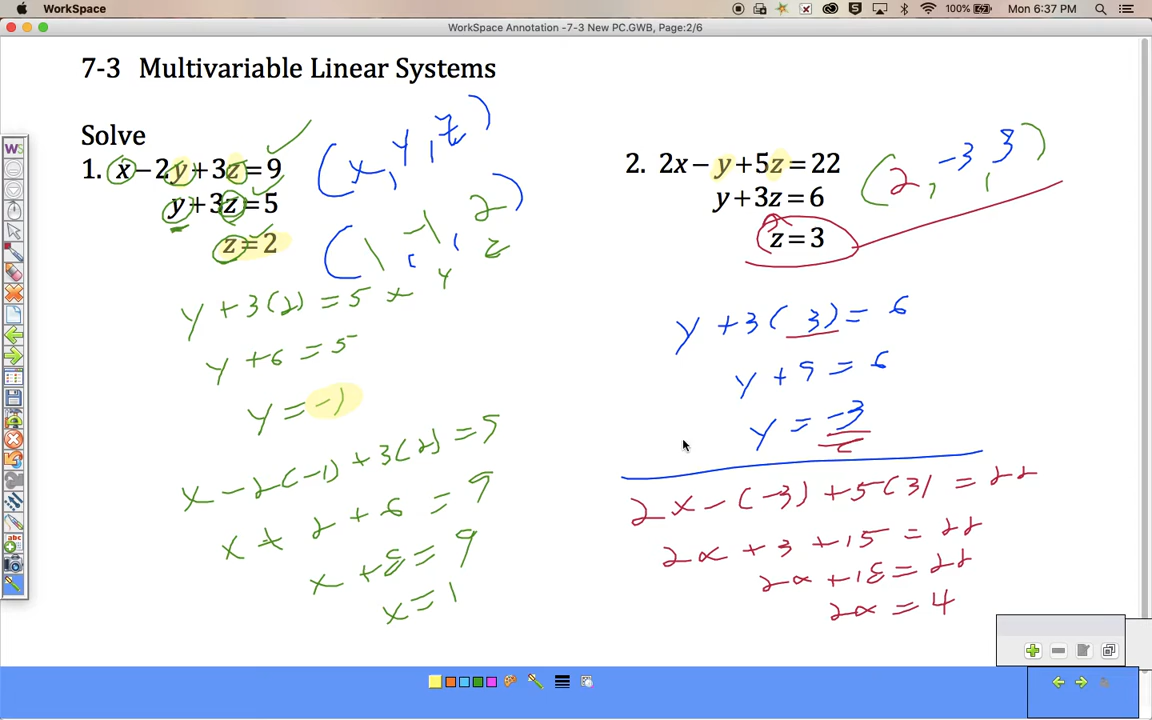 WorkSpace
100%
Mon 6:37 PM
WorkSpace Annotation -7-3 New PC.GWB, Page:2/6
7-3 Multivariable Linear Systems
Solve
1. x − 2y + 3z = 9
y + 3z = 5
z = 2
(x, y, z)
(1, -1, 2)
x y z
y + 3(2) = 5
y + 6 = 5
y = -1
x - 2(-1) + 3(2) = 9
x + 2 + 6 = 9
x + 8 = 9
x = 1
2. 2x − y + 5z = 22
y + 3z = 6
z = 3
(2, -3, 3)
y + 3(3) = 6
y + 9 = 6
y = -3
2x - (-3) + 5(3) = 22
2x + 3 + 15 = 22
2x + 18 = 22
2x = 4